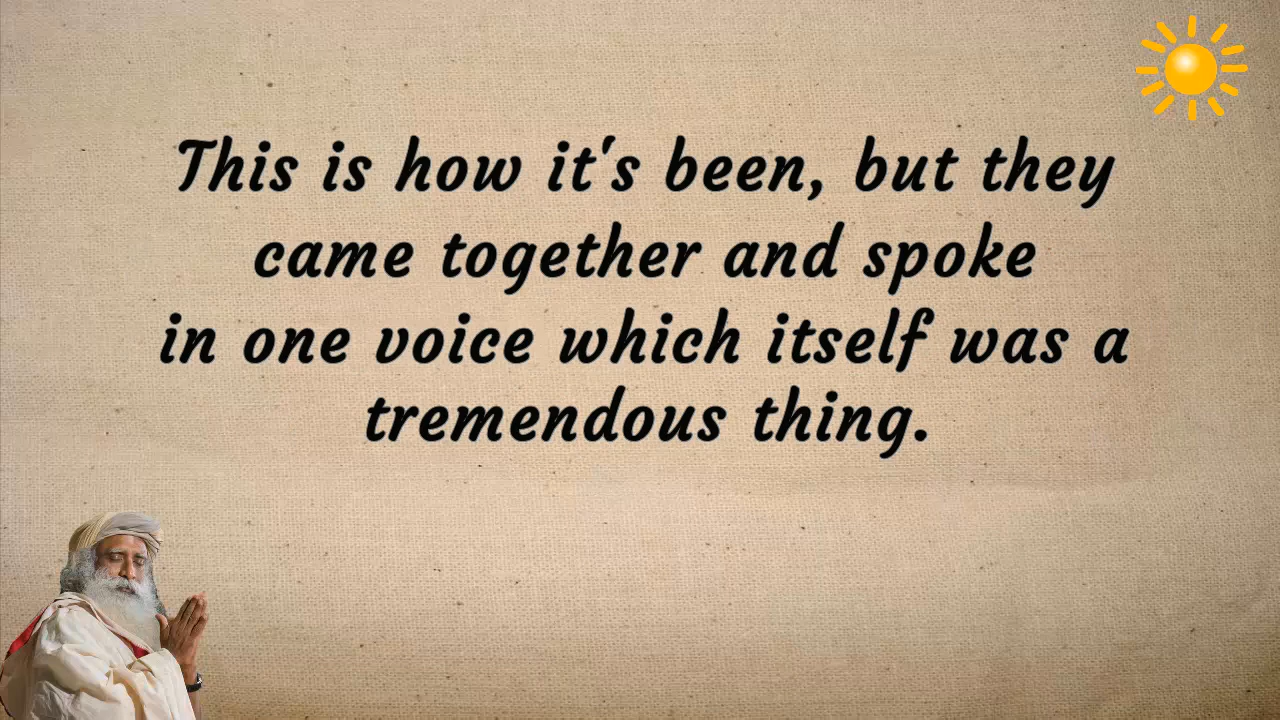 This is how it's been, but they
came together and spoke
in one voice which itself was a
tremendous thing.